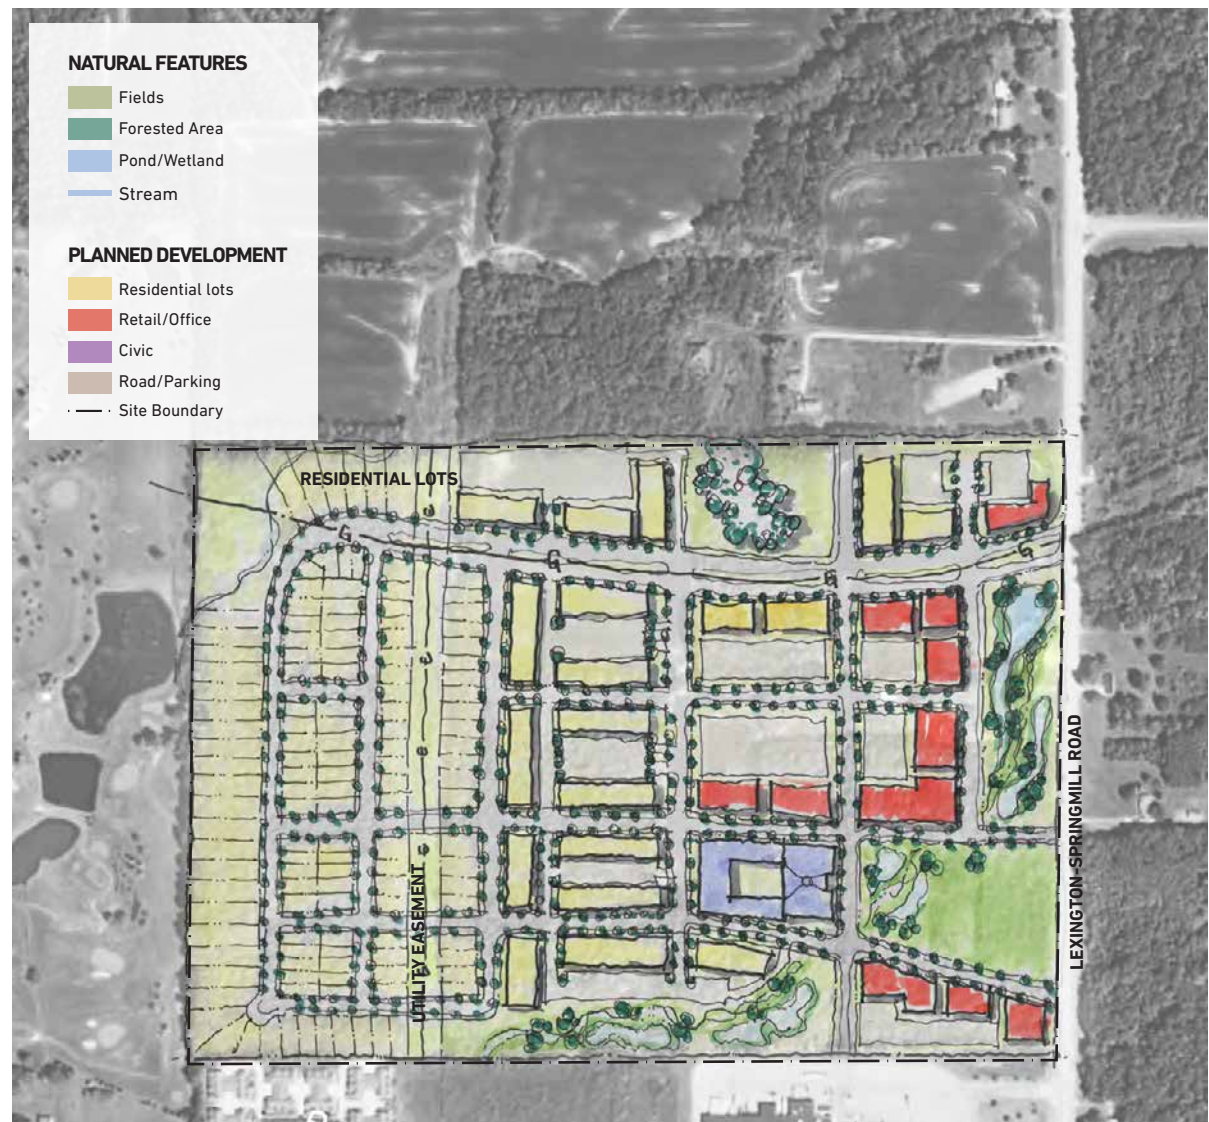 NATURAL FEATURES
Fields
Forested Area
Pond/Wetland
Stream
PLANNED DEVELOPMENT
Residential lots
Retail/Office
Civic
Road/Parking
Site Boundary
RESIDENTIAL LOTS
G
G
G
UTILITY EASEMENT
LEXINGTON-SPRINGMILL ROAD